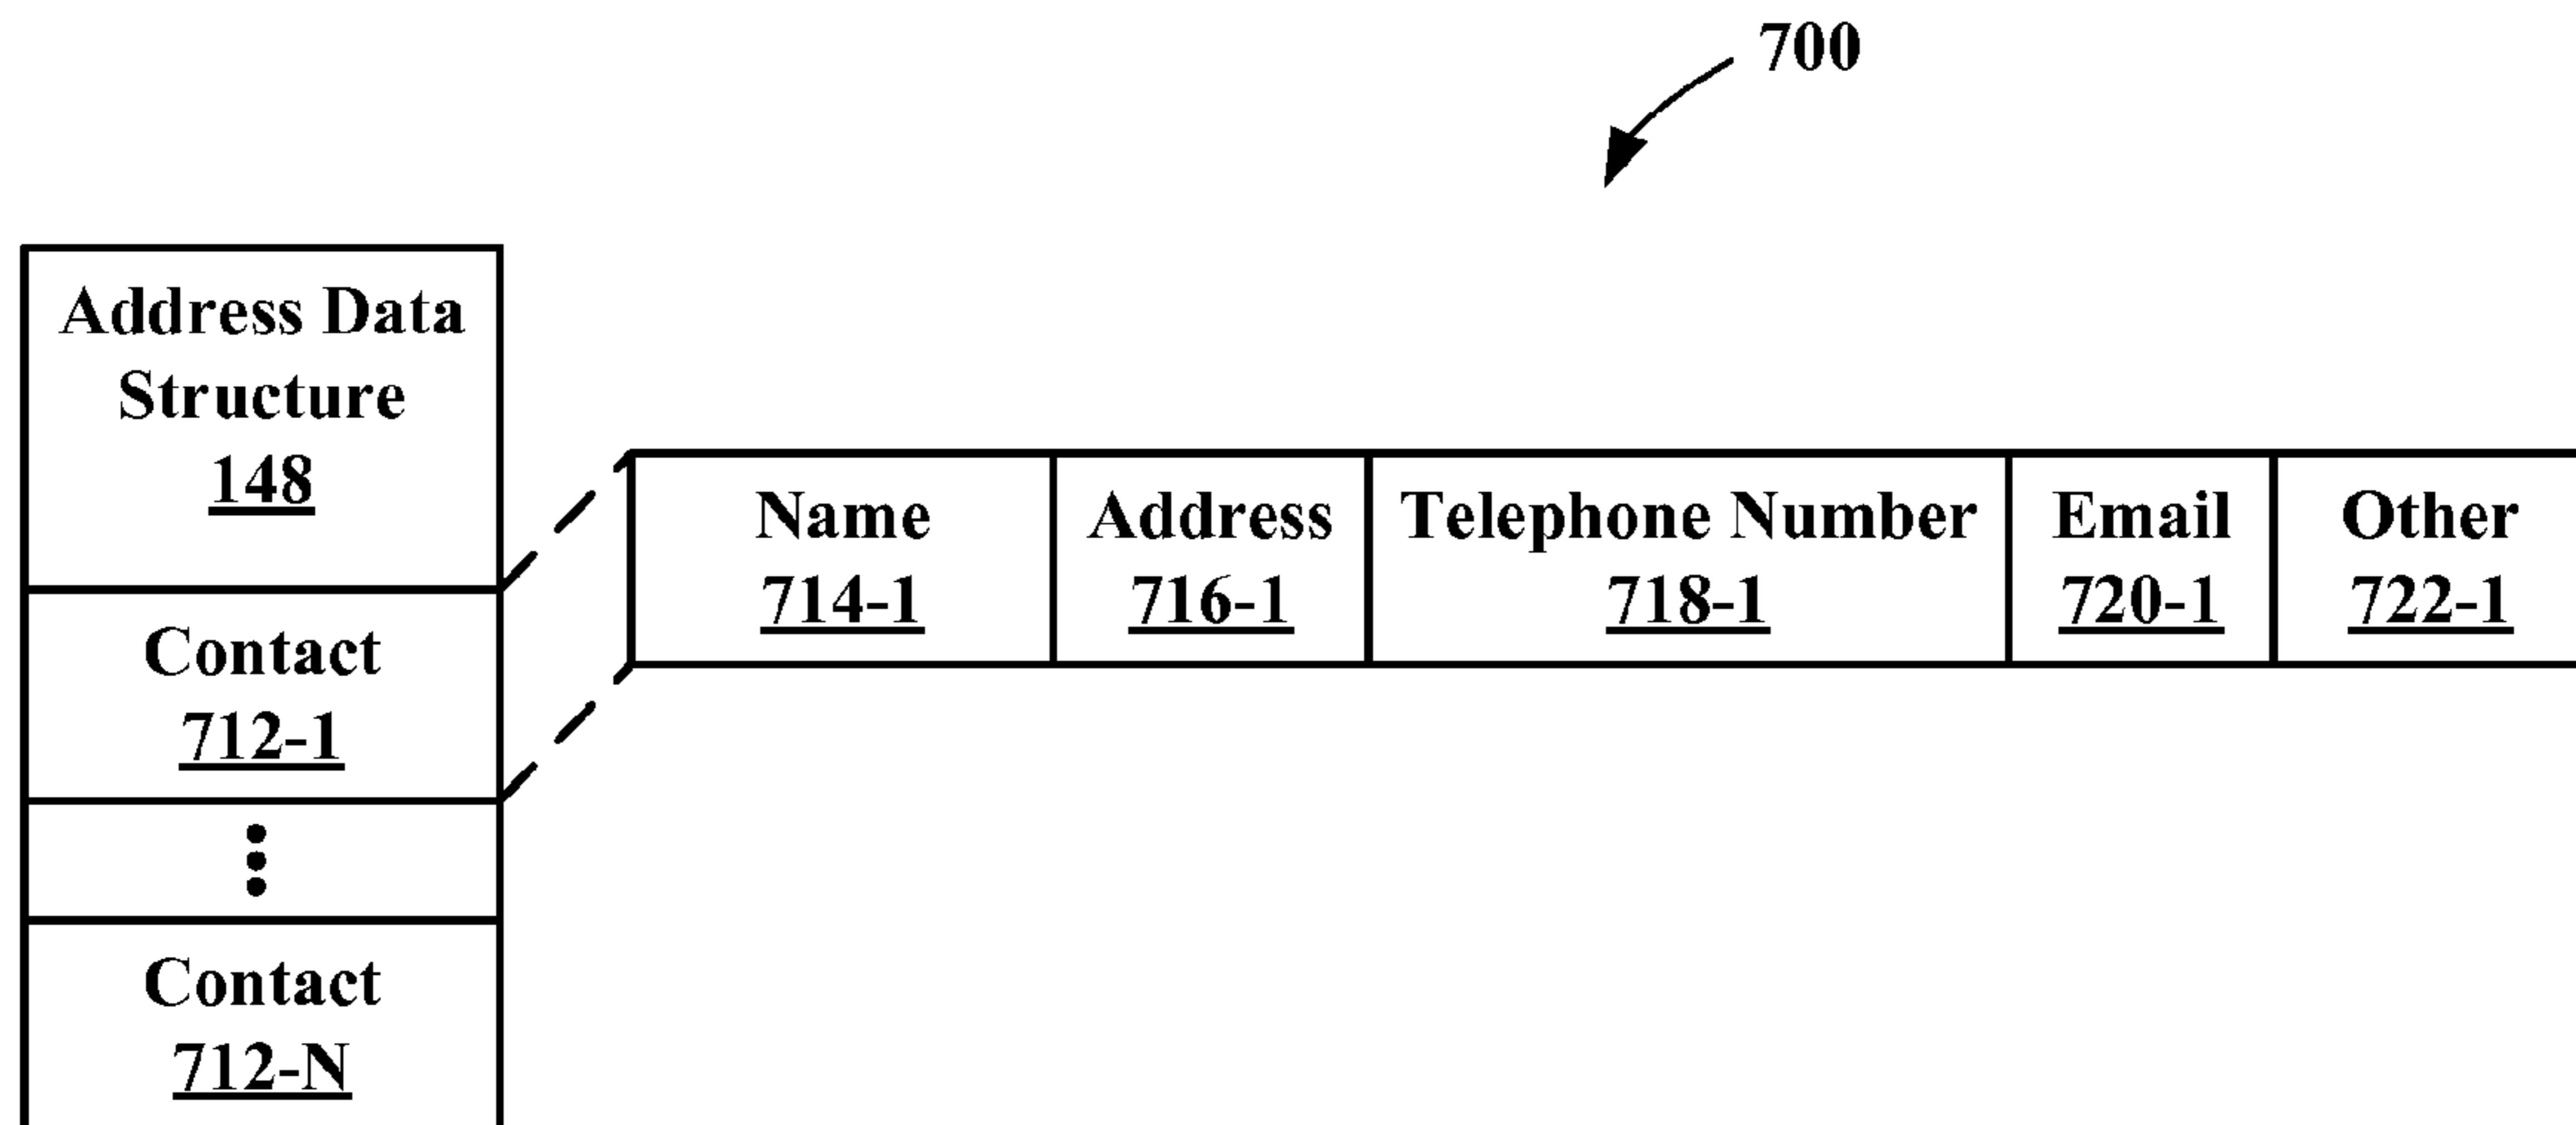 700
Address Data
Structure
148
Contact
712-1
Contact
712-N
Name
714-1
Address
716-1
Telephone Number
718-1
Email
720-1
Other
722-1